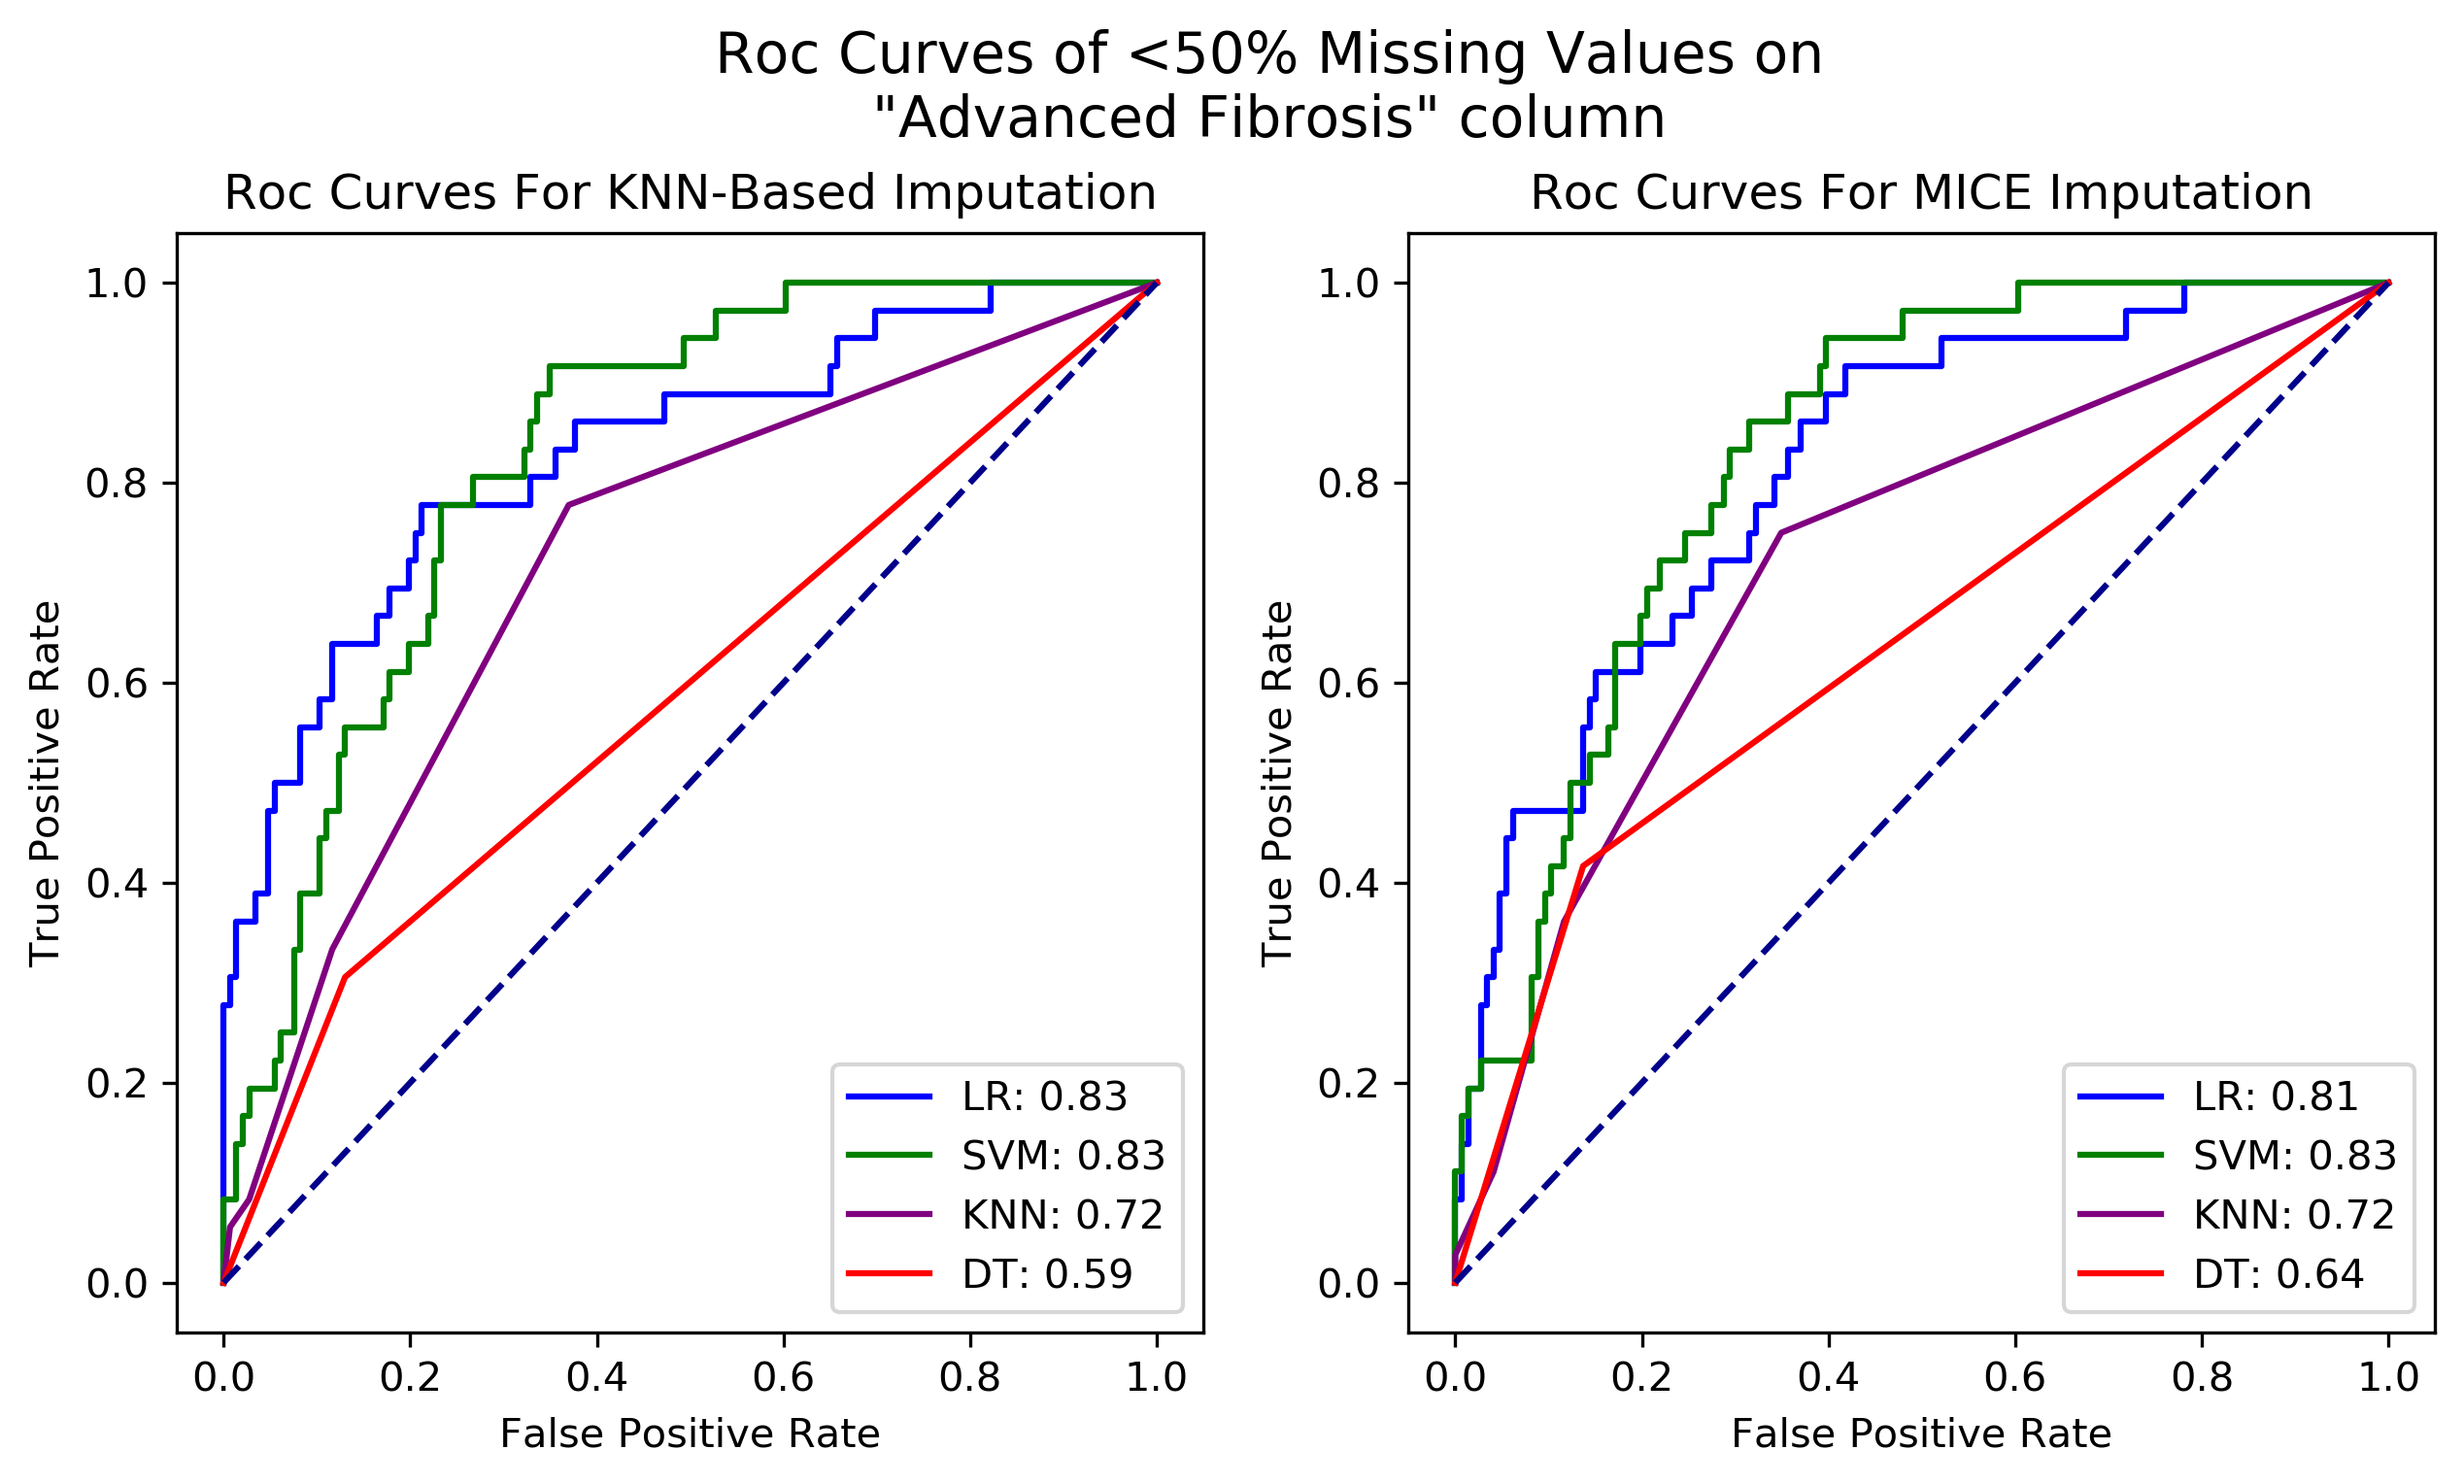 Roc Curves of <50% Missing Values on
"Advanced Fibrosis" column
Roc Curves For KNN-Based Imputation
True Positive Rate
1.0
0.8
0.6
0.4
0.2
0.0
LR: 0.83
SVM: 0.83
KNN: 0.72
DT: 0.59
0.0 0.2 0.4 0.6 0.8 1.0
False Positive Rate
Roc Curves For MICE Imputation
True Positive Rate
1.0
0.8
0.6
0.4
0.2
0.0
LR: 0.81
SVM: 0.83
KNN: 0.72
DT: 0.64
0.0 0.2 0.4 0.6 0.8 1.0
False Positive Rate